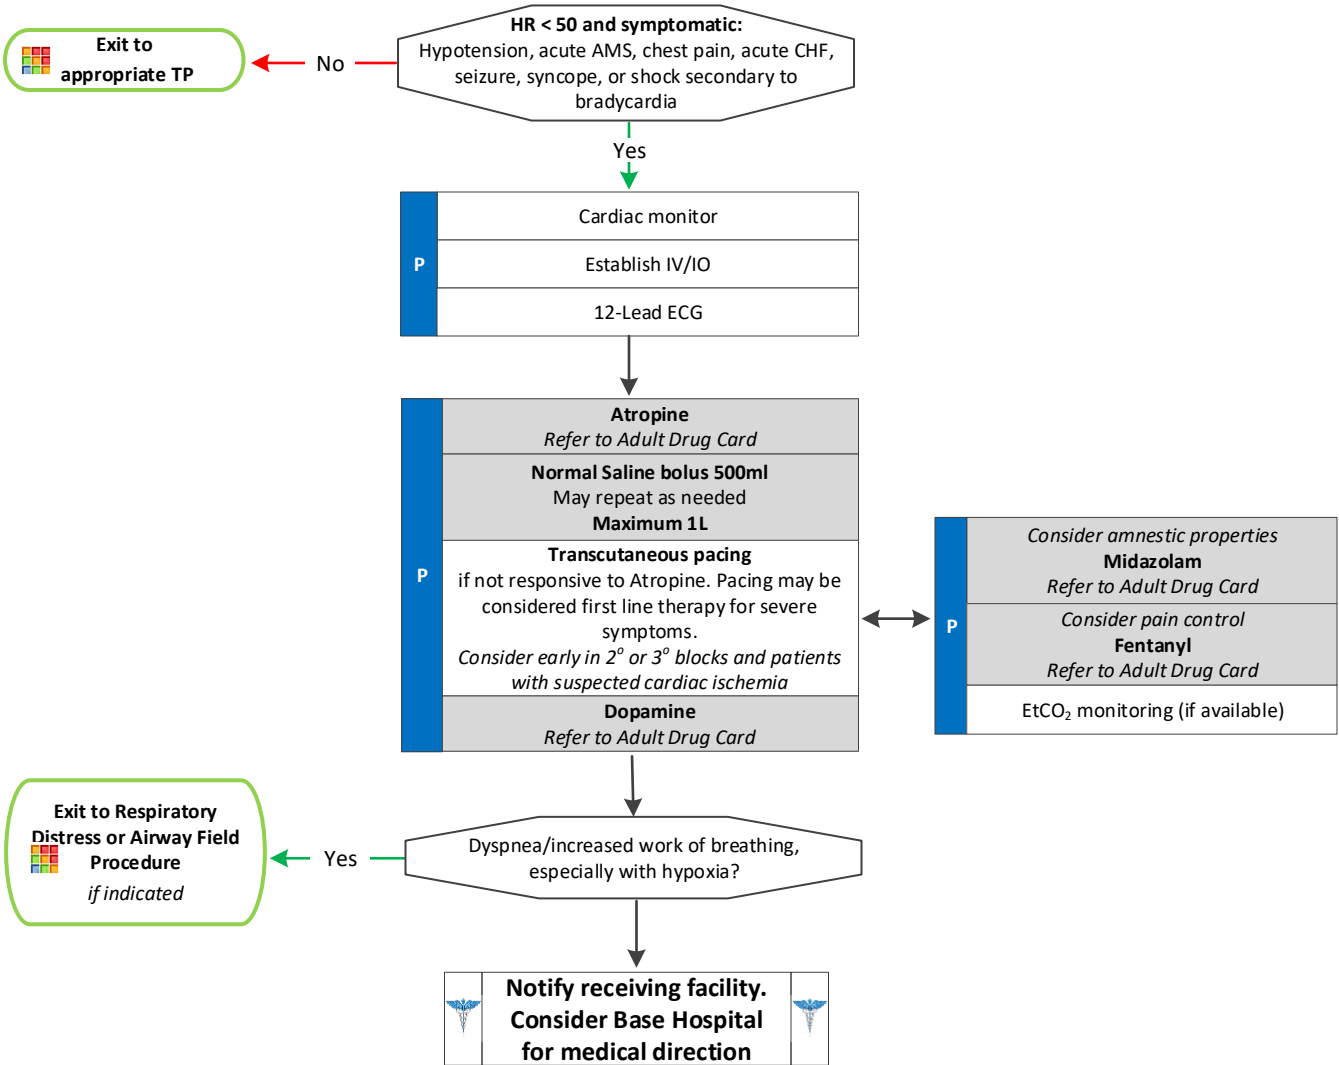 HR < 50 and symptomatic:
Hypotension, acute AMS, chest pain, acute CHF,
seizure, syncope, or shock secondary to
bradycardia
No
Exit to
appropriate TP
Yes
P
Cardiac monitor
Establish IV/IO
12-Lead ECG
P
Atropine
Refer to Adult Drug Card
Normal Saline bolus 500ml
May repeat as needed
Maximum 1L
Transcutaneous pacing
if not responsive to Atropine. Pacing may be
considered first line therapy for severe
symptoms.
Consider early in 2° or 3° blocks and patients
with suspected cardiac ischemia
Dopamine
Refer to Adult Drug Card
P
Consider amnestic properties
Midazolam
Refer to Adult Drug Card
Consider pain control
Fentanyl
Refer to Adult Drug Card
EtCO₂ monitoring (if available)
Dyspnea/increased work of breathing,
especially with hypoxia?
Yes
Exit to Respiratory
Distress or Airway Field
Procedure
if indicated
Notify receiving facility.
Consider Base Hospital
for medical direction